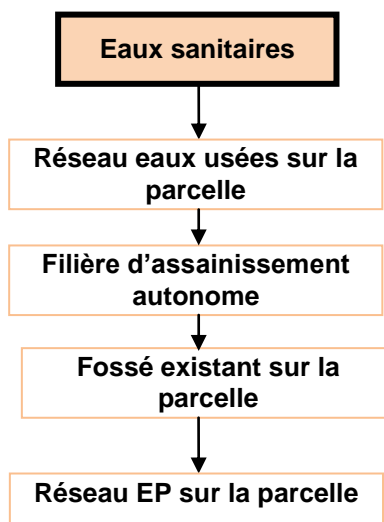 Eaux sanitaires
Réseau eaux usées sur la
parcelle
Filière d'assainissement
autonome
Fossé existant sur la
parcelle
Réseau EP sur la parcelle